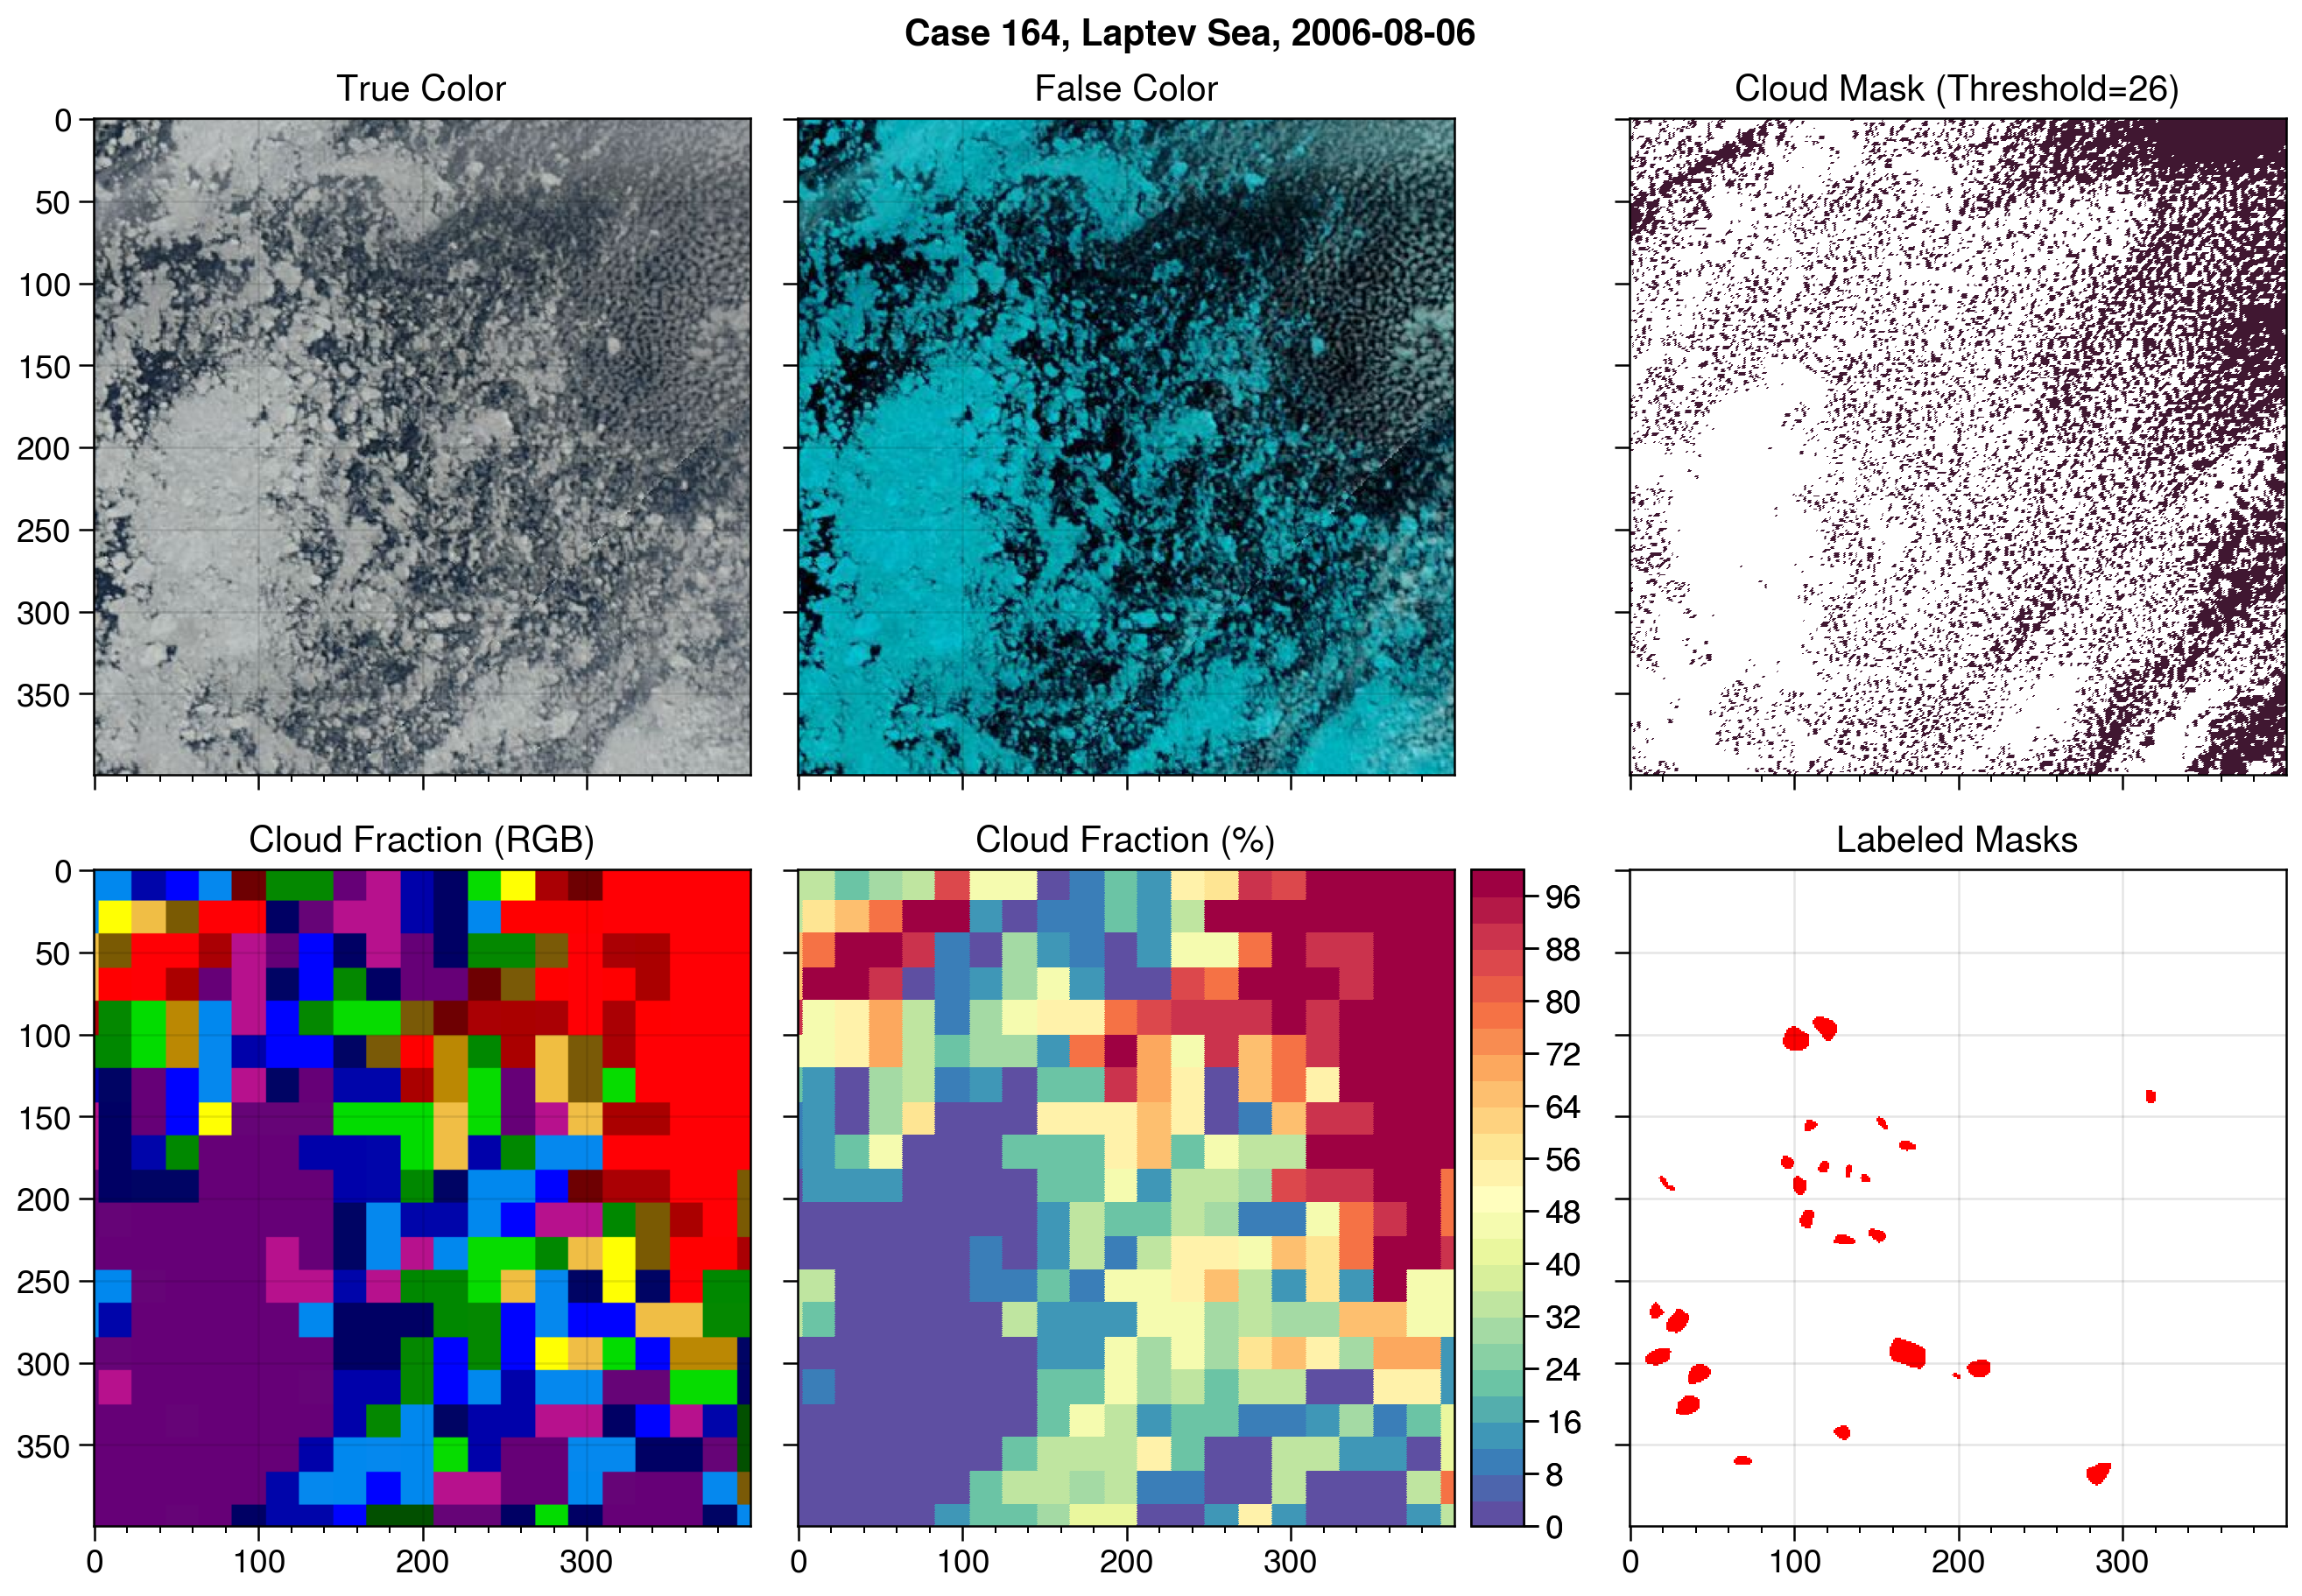 Case 164, Laptev Sea, 2006-08-06
True Color
False Color
Cloud Mask (Threshold=26)
0
50
100
150
200
250
300
350
Cloud Fraction (RGB)
Cloud Fraction (%)
Labeled Masks
0
50
100
150
200
250
300
350
96
88
80
72
64
56
48
40
32
24
16
8
0
0 100 200 300
0 100 200 300
0 100 200 300